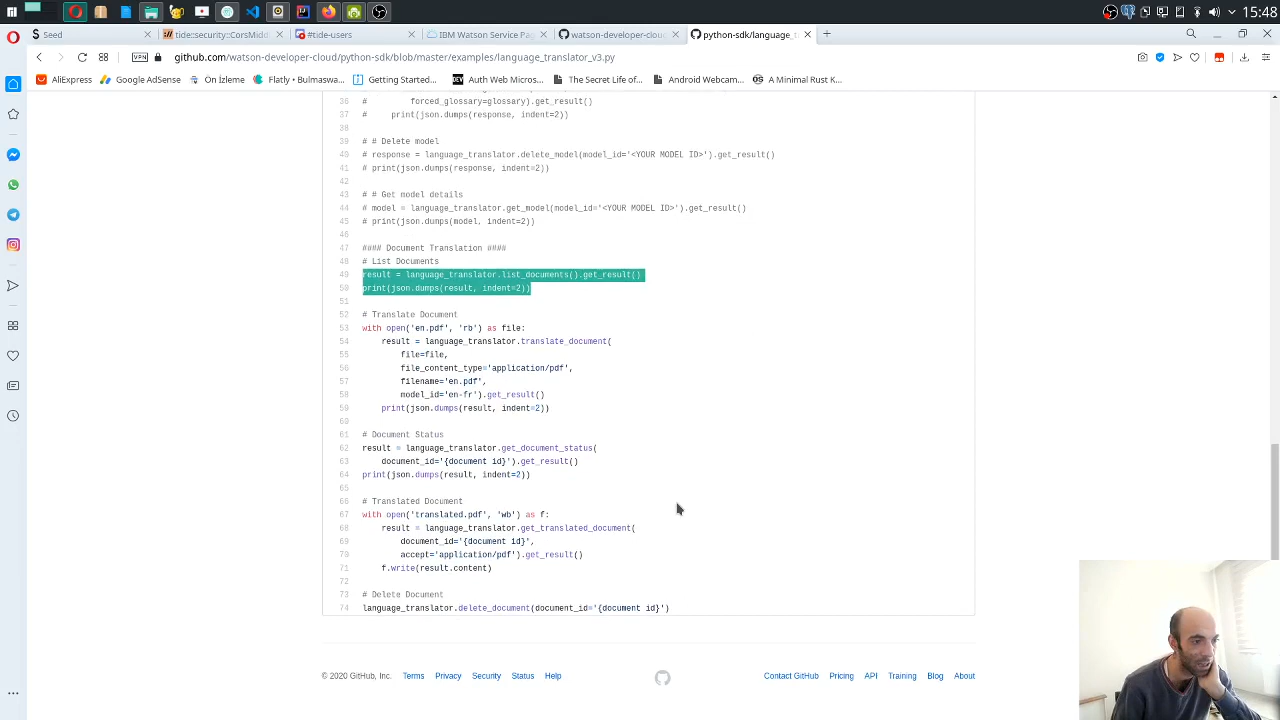 15:48
Seed
tide::security::CorsMidd
#tide-users
IBM Watson Service Pag
watson-developer-cloud
python-sdk/language_t
VPN
github.com/watson-developer-cloud/python-sdk/blob/master/examples/language_translator_v3.py
AliExpress
Google AdSense
Ön İzleme
Flatly • Bulmaswa...
Getting Started...
Auth Web Micros...
The Secret Life of...
Android Webcam...
A Minimal Rust K...
36 # forced_glossary=glossary).get_result()
37 # print(json.dumps(response, indent=2))
38
39 # # Delete model
40 # response = language_translator.delete_model(model_id='<YOUR MODEL ID>').get_result()
41 # print(json.dumps(response, indent=2))
42
43 # # Get model details
44 # model = language_translator.get_model(model_id='<YOUR MODEL ID>').get_result()
45 # print(json.dumps(model, indent=2))
46
47 #### Document Translation ####
48 # List Documents
49 result = language_translator.list_documents().get_result()
50 print(json.dumps(result, indent=2))
51
52 # Translate Document
53 with open('en.pdf', 'rb') as file:
54 result = language_translator.translate_document(
55 file=file,
56 file_content_type='application/pdf',
57 filename='en.pdf',
58 model_id='en-fr').get_result()
59 print(json.dumps(result, indent=2))
60
61 # Document Status
62 result = language_translator.get_document_status(
63 document_id='{document id}').get_result()
64 print(json.dumps(result, indent=2))
65
66 # Translated Document
67 with open('translated.pdf', 'wb') as f:
68 result = language_translator.get_translated_document(
69 document_id='{document id}',
70 accept='application/pdf').get_result()
71 f.write(result.content)
72
73 # Delete Document
74 language_translator.delete_document(document_id='{document id}')
© 2020 GitHub, Inc.
Terms
Privacy
Security
Status
Help
Contact GitHub
Pricing
API
Training
Blog
About